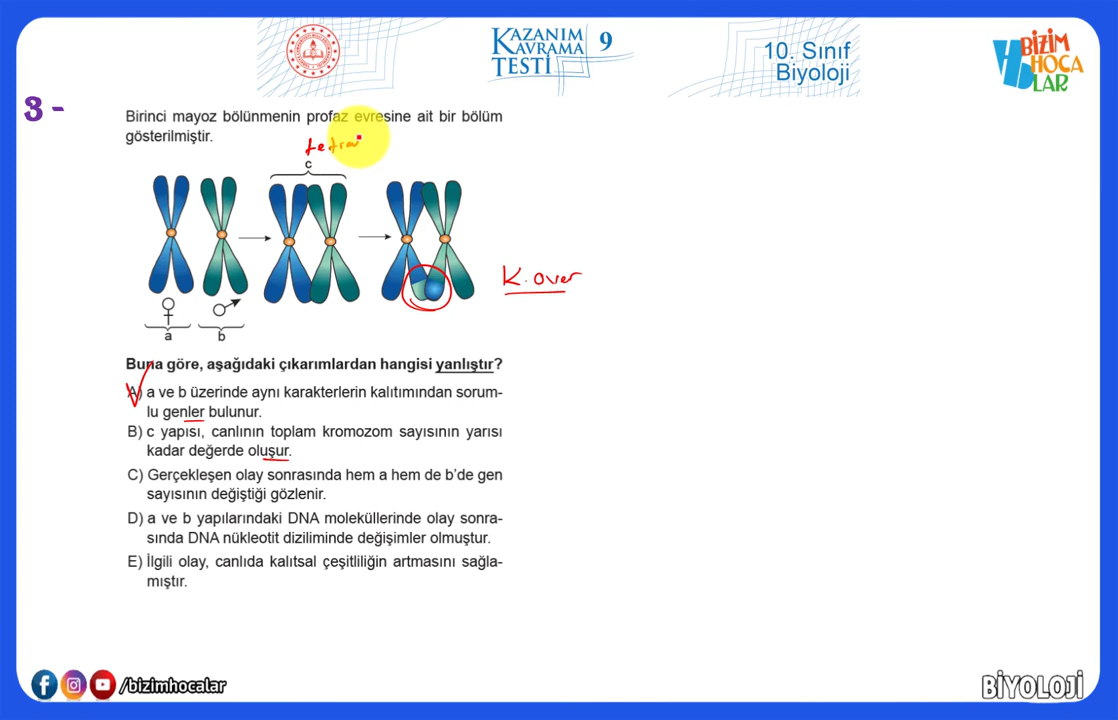 KAZANIM
KAVRAMA
TESTİ
9
10. Sınıf
Biyoloji
BİZİM
HOCA
LAR
3 -
Birinci mayoz bölünmenin profaz evresine ait bir bölüm
gösterilmiştir.
tetra
c
K. over
a
b
Buna göre, aşağıdaki çıkarımlardan hangisi yanlıştır?
A) a ve b üzerinde aynı karakterlerin kalıtımından sorum-
lu genler bulunur.
B) c yapısı, canlının toplam kromozom sayısının yarısı
kadar değerde oluşur.
C) Gerçekleşen olay sonrasında hem a hem de b'de gen
sayısının değiştiği gözlenir.
D) a ve b yapılarındaki DNA moleküllerinde olay sonra-
sında DNA nükleotit diziliminde değişimler olmuştur.
E) İlgili olay, canlıda kalıtsal çeşitliliğin artmasını sağla-
mıştır.
/bizimhocalar
BİYOLOJİ